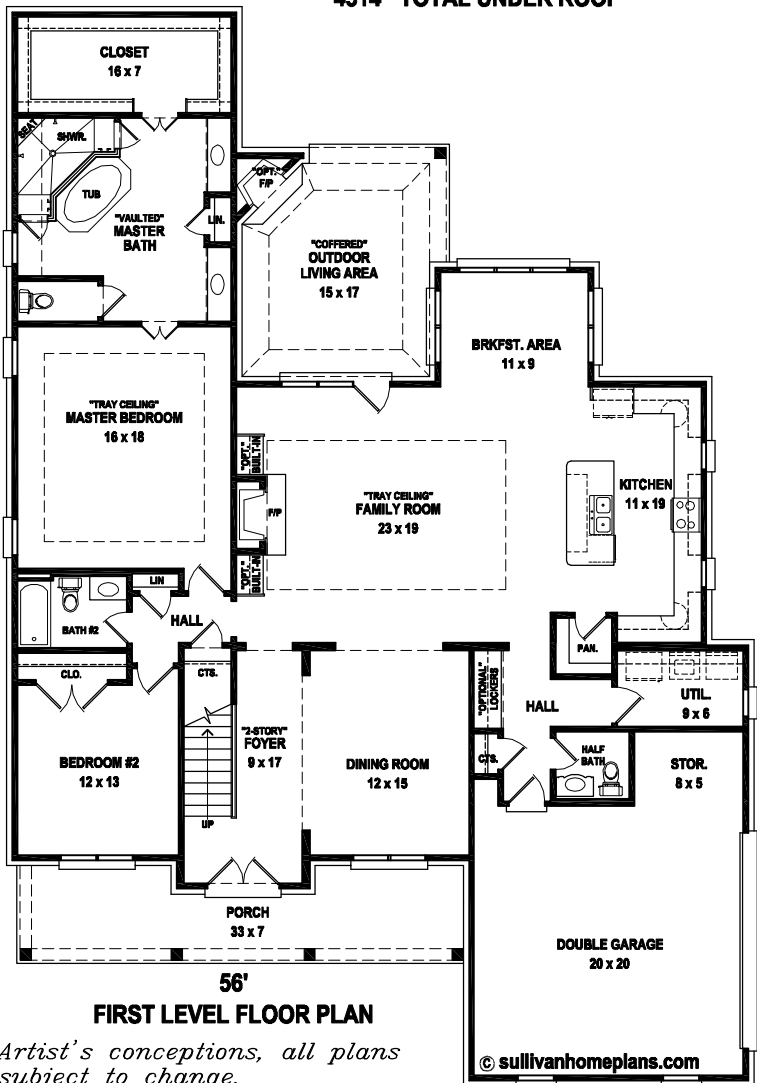 4514 TOTAL UNDER ROOF
CLOSET
16 x 7
SEAT
SHWR.
TUB
"VAULTED"
MASTER
BATH
LIN.
"OPT."
F/P
"COFFERED"
OUTDOOR
LIVING AREA
15 x 17
BRKFST. AREA
11 x 9
"TRAY CEILING"
MASTER BEDROOM
16 x 18
"OPT."
BUILT-IN
F/P
"OPT."
BUILT-IN
"TRAY CEILING"
FAMILY ROOM
23 x 19
KITCHEN
11 x 19
LIN
BATH #2
HALL
PAN.
CLO.
CTS.
"OPTIONAL"
LOCKERS
HALL
UTIL.
9 x 6
BEDROOM #2
12 x 13
UP
"2-STORY"
FOYER
9 x 17
DINING ROOM
12 x 15
CTS.
HALF
BATH
STOR.
8 x 5
PORCH
33 x 7
DOUBLE GARAGE
20 x 20
56'
FIRST LEVEL FLOOR PLAN
Artist's conceptions, all plans
subject to change.
© sullivanhomeplans.com